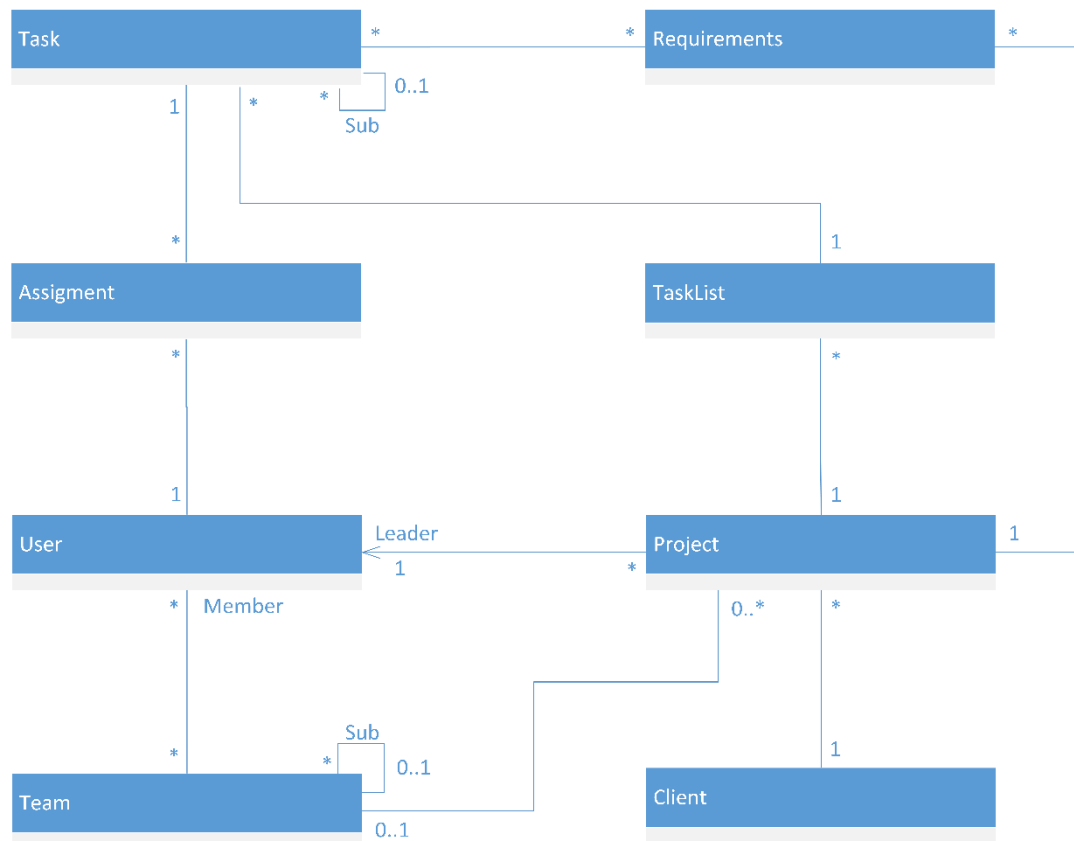 Task
*
*
Requirements
*
1
*
*
0..1
Sub
*
1
Assigment
TaskList
*
*
1
1
User
Leader
1
*
Project
1
*
Member
0..*
*
Sub
*
0..1
*
1
Team
0..1
Client